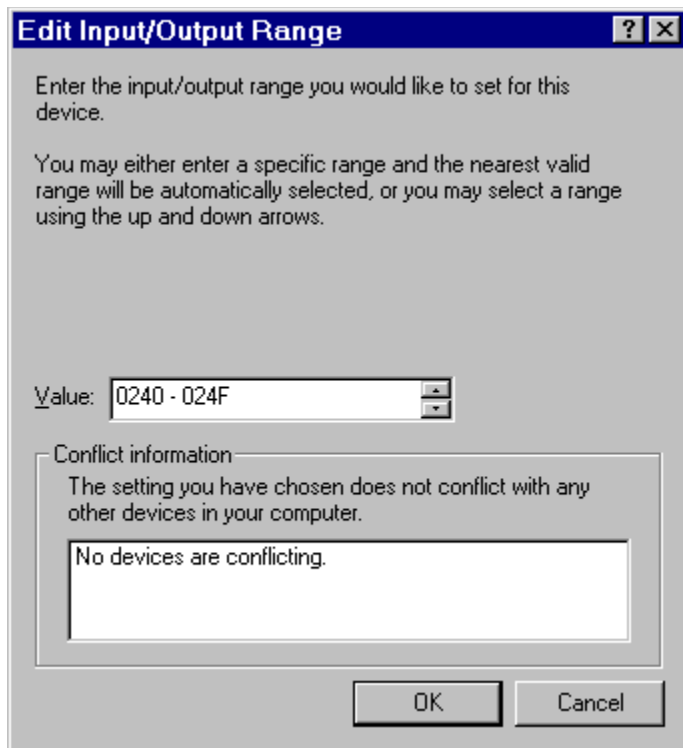 Edit Input/Output Range
Enter the input/output range you would like to set for this
device.
You may either enter a specific range and the nearest valid
range will be automatically selected, or you may select a range
using the up and down arrows.
Value: 0240 - 024F
Conflict information
The setting you have chosen does not conflict with any
other devices in your computer.
No devices are conflicting.
OK Cancel